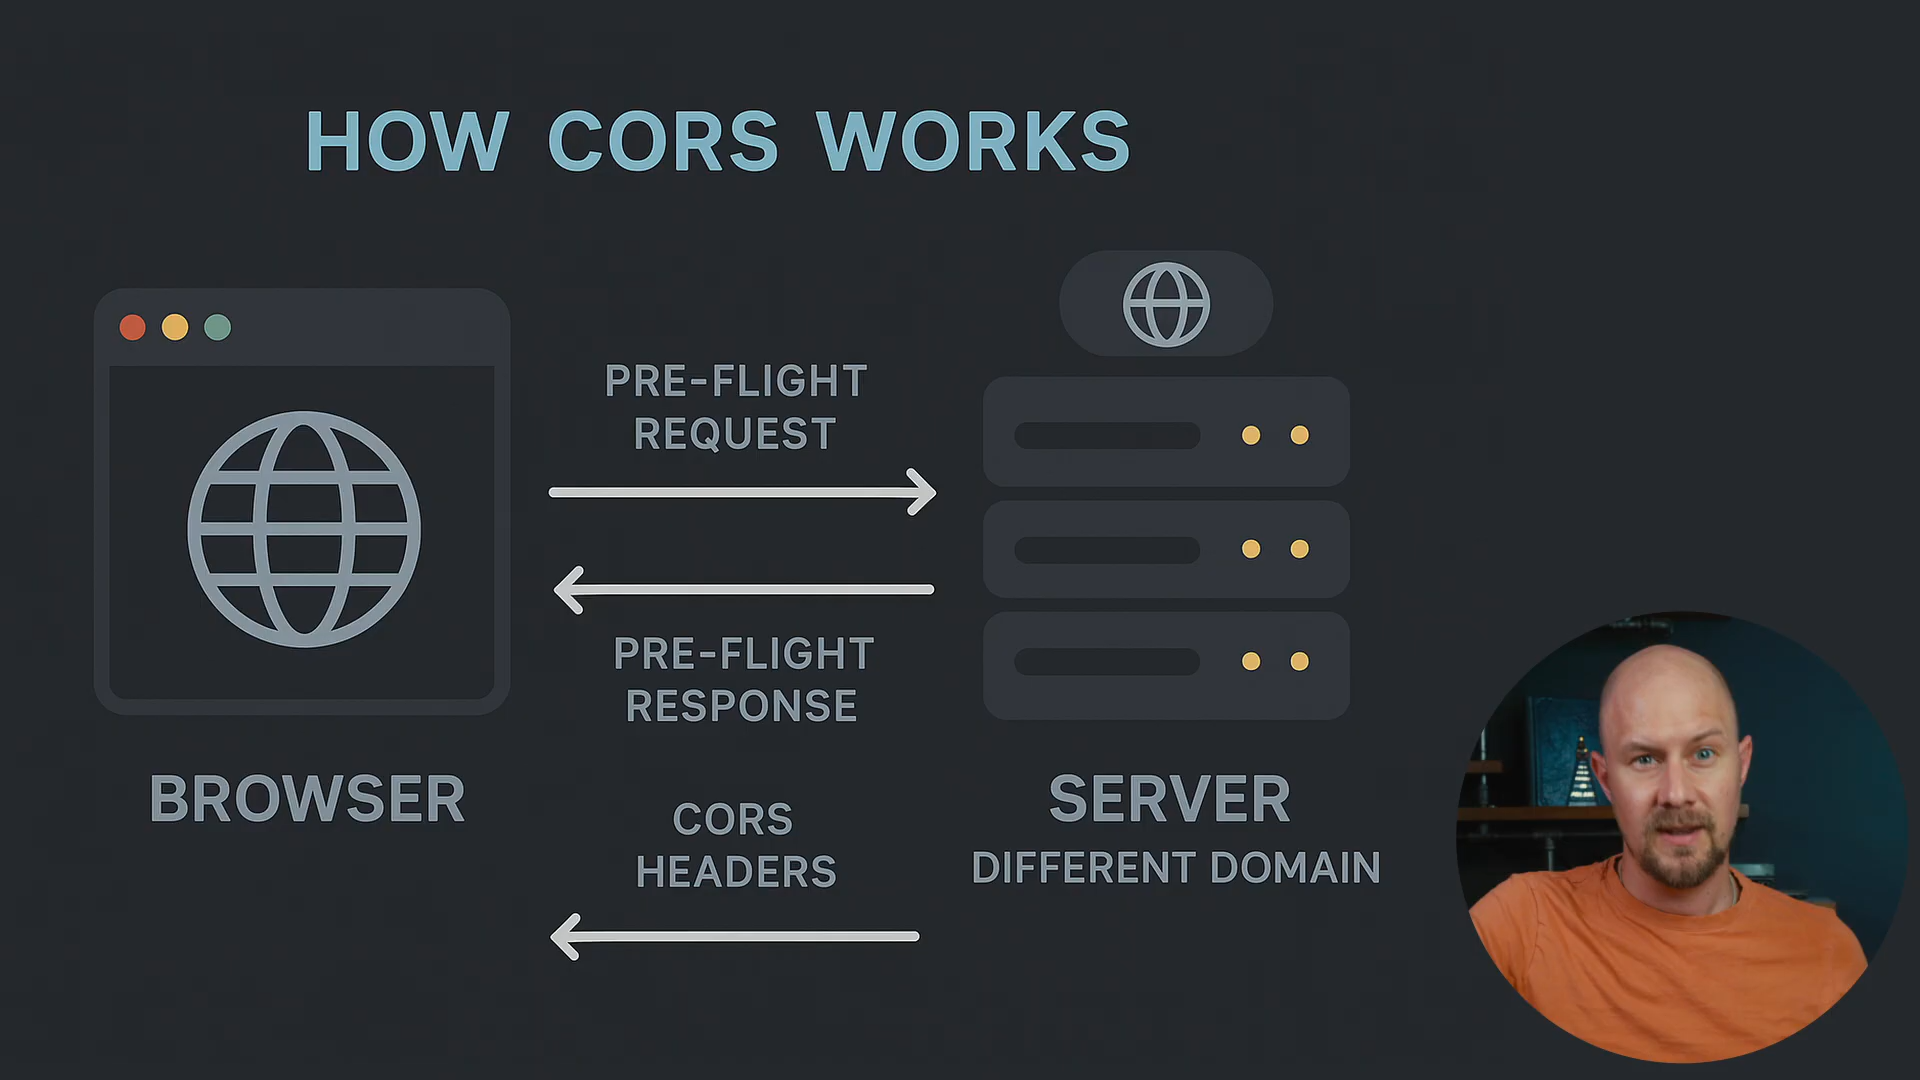 HOW CORS WORKS
PRE-FLIGHT
REQUEST
PRE-FLIGHT
RESPONSE
BROWSER
CORS
HEADERS
SERVER
DIFFERENT DOMAIN